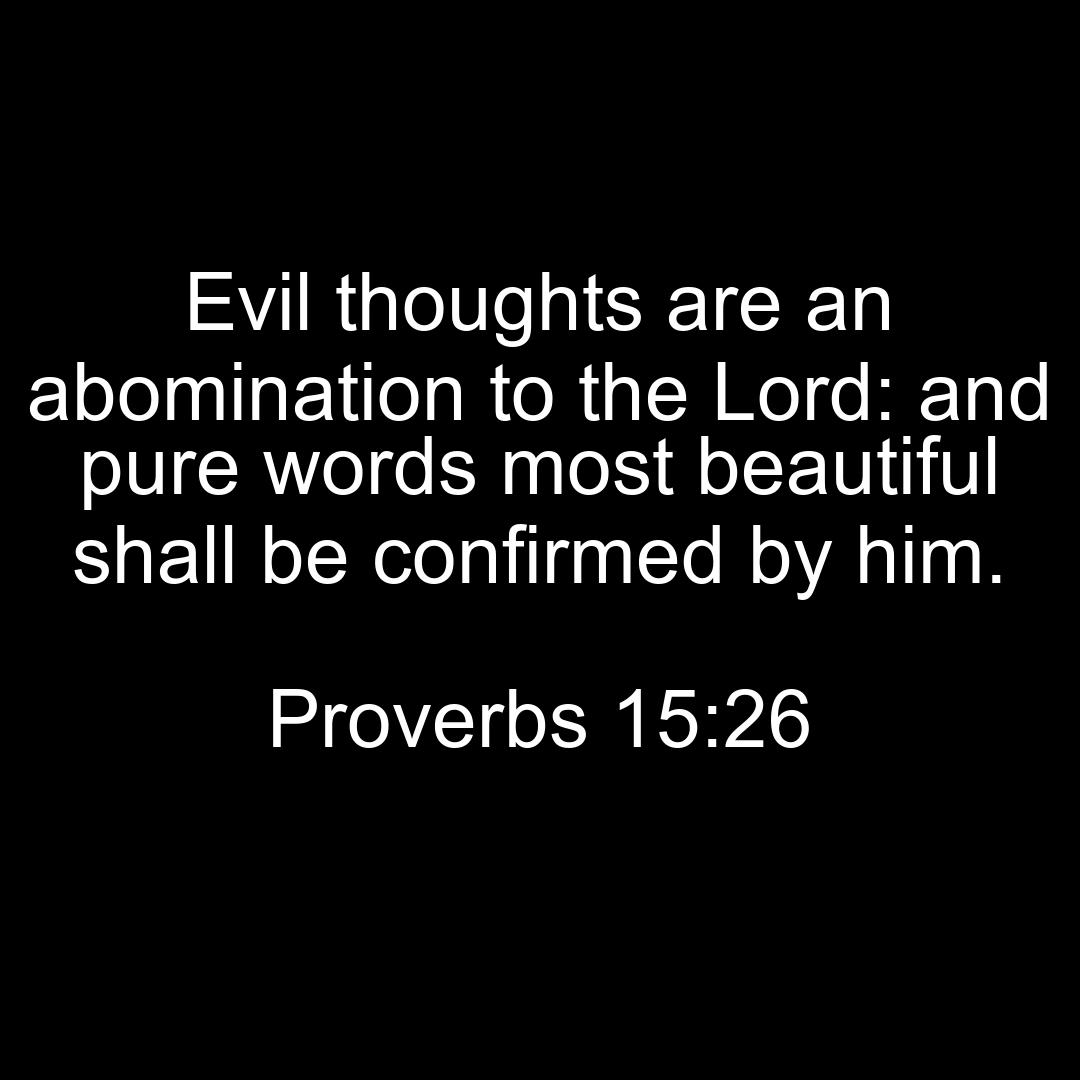 Evil thoughts are an
abomination to the Lord: and
pure words most beautiful
shall be confirmed by him.
Proverbs 15:26